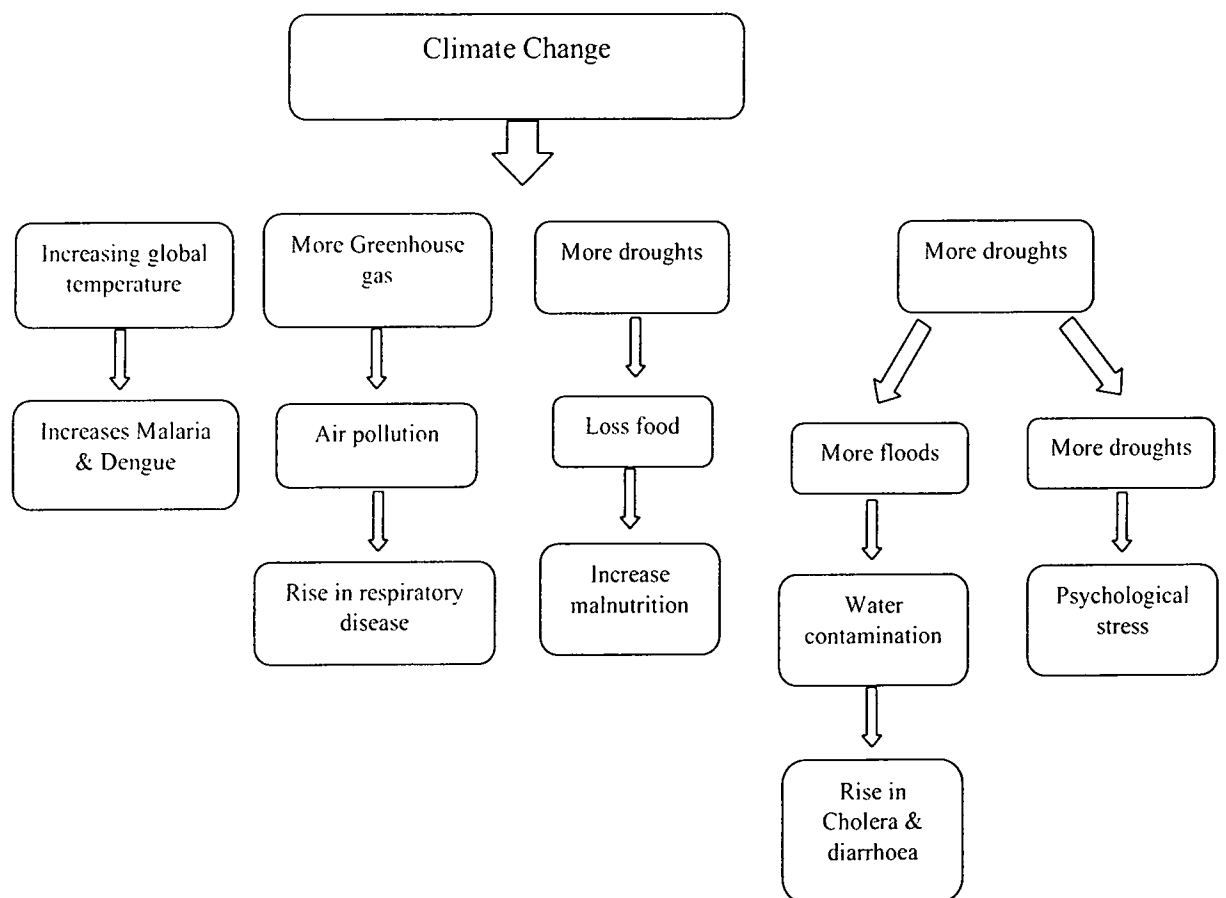 Climate Change
Increasing global
temperature
More Greenhouse
gas
More droughts
More droughts
Increases Malaria
& Dengue
Air pollution
Loss food
More floods
More droughts
Rise in respiratory
disease
Increase
malnutrition
Water
contamination
Psychological
stress
Rise in
Cholera &
diarrhoea